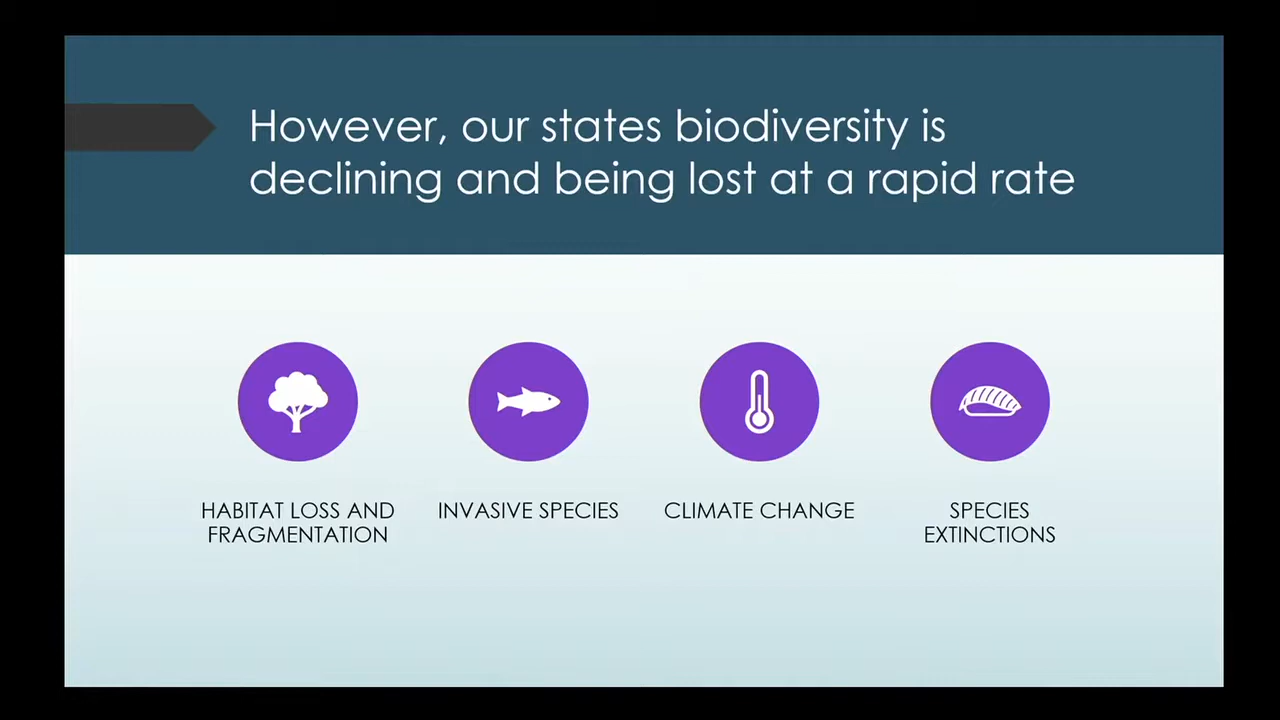 However, our states biodiversity is
declining and being lost at a rapid rate
HABITAT LOSS AND
FRAGMENTATION
INVASIVE SPECIES
CLIMATE CHANGE
SPECIES
EXTINCTIONS